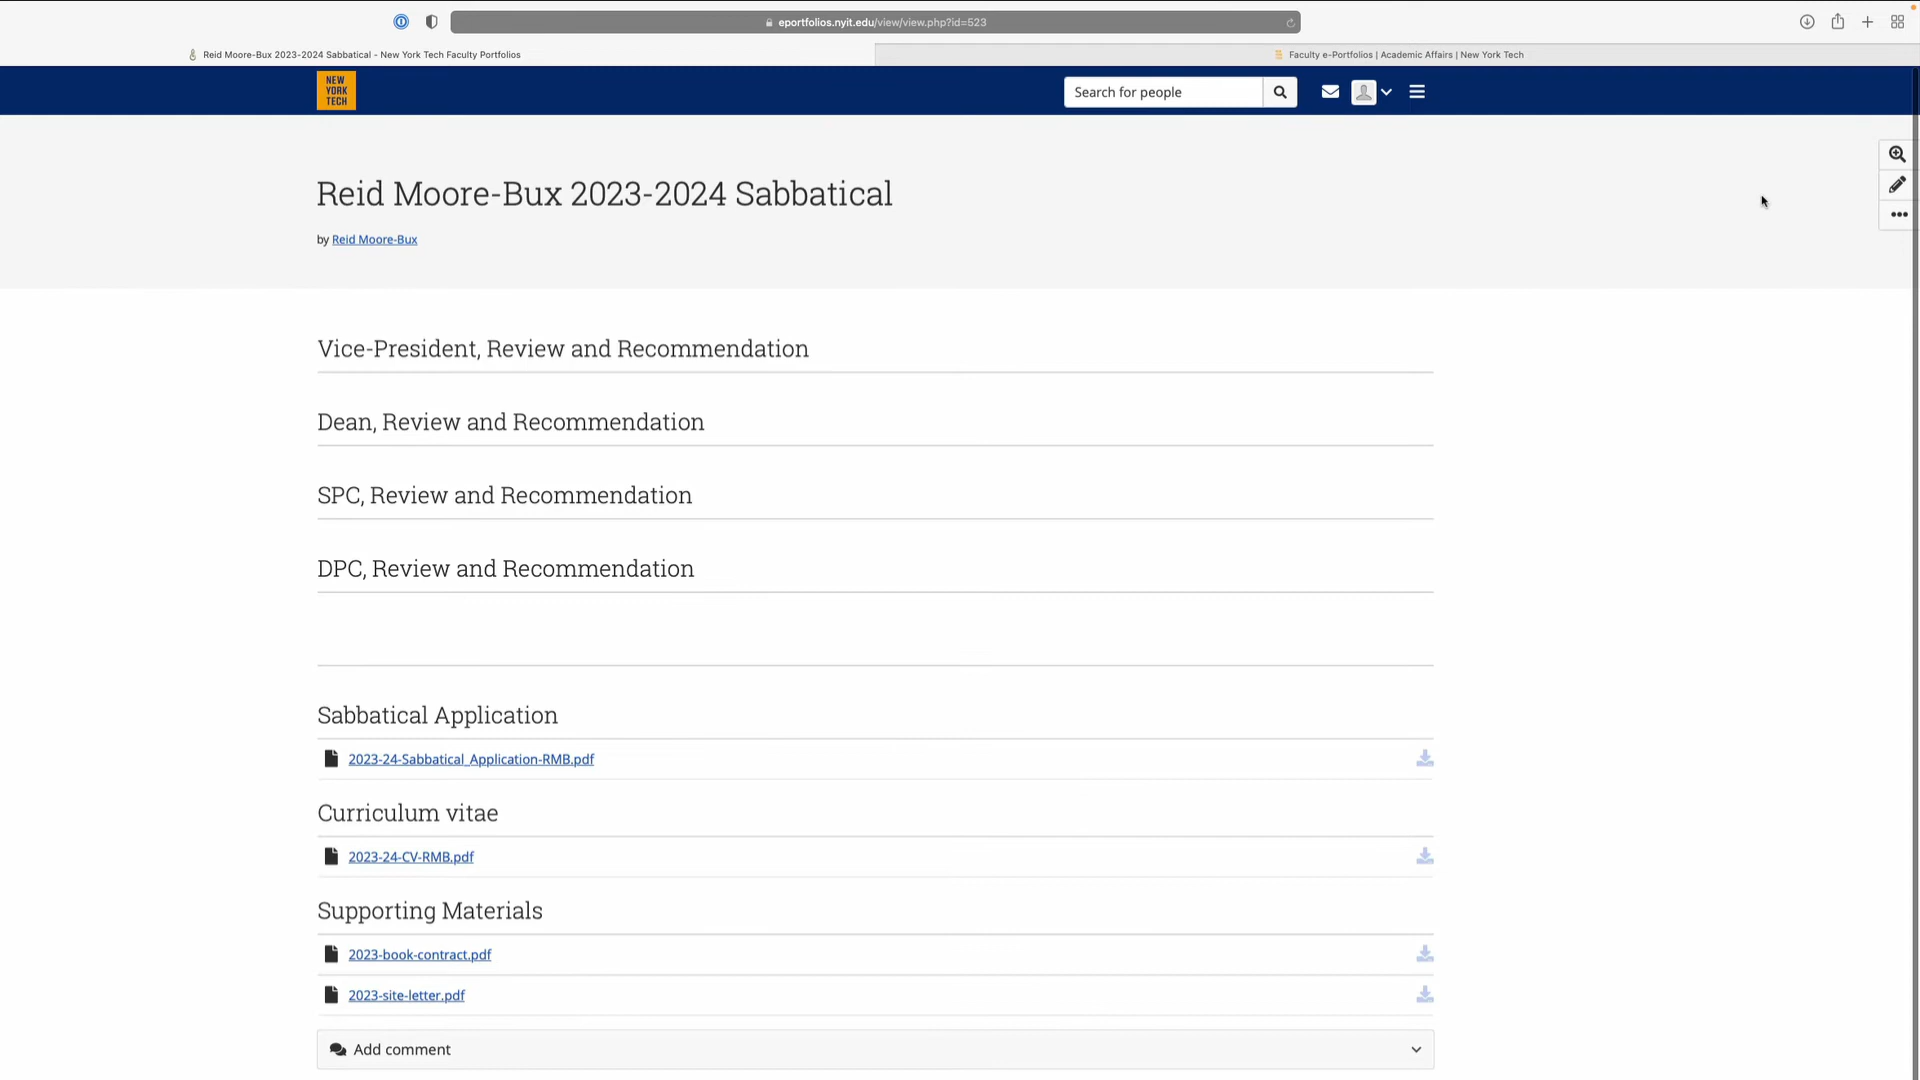 eportfolios.nyit.edu/view/view.php?id=523
Reid Moore-Bux 2023-2024 Sabbatical - New York Tech Faculty Portfolios
Faculty e-Portfolios | Academic Affairs | New York Tech
NEW
YORK
TECH
Search for people
Reid Moore-Bux 2023-2024 Sabbatical
by Reid Moore-Bux
Vice-President, Review and Recommendation
Dean, Review and Recommendation
SPC, Review and Recommendation
DPC, Review and Recommendation
Sabbatical Application
2023-24-Sabbatical_Application-RMB.pdf
Curriculum vitae
2023-24-CV-RMB.pdf
Supporting Materials
2023-book-contract.pdf
2023-site-letter.pdf
Add comment